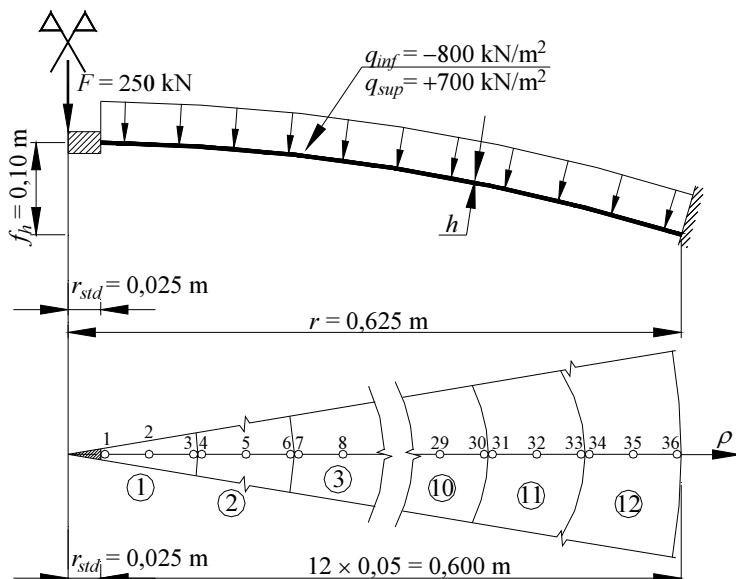 q_inf = –800 kN/m²
q_sup = +700 kN/m²
F = 250 kN
f_h = 0,10 m
h
r_std = 0,025 m
r = 0,625 m
1 2 3 4 5 6 7 8 29 30 31 32 33 34 35 36 ρ
1 2 3 10 11 12
r_std = 0,025 m
12 × 0,05 = 0,600 m